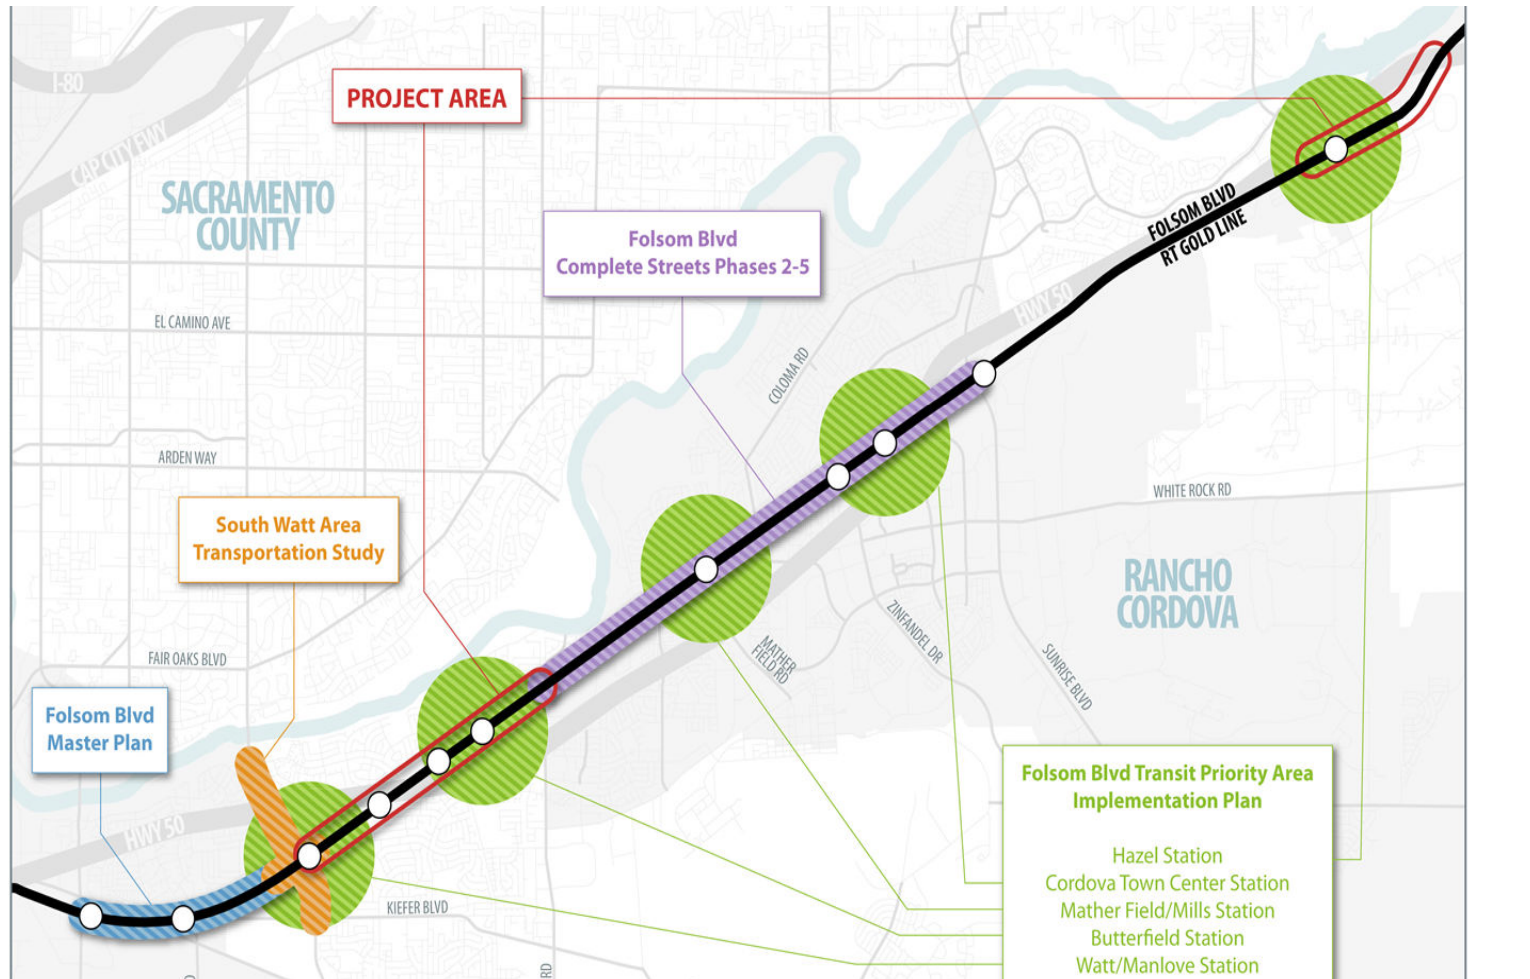 I-80
CAP CITY FWY
PROJECT AREA
SACRAMENTO
COUNTY
Folsom Blvd
Complete Streets Phases 2-5
FOLSOM BLVD
RT GOLD LINE
HWY 50
EL CAMINO AVE
COLOMA RD
ARDEN WAY
WHITE ROCK RD
South Watt Area
Transportation Study
RANCHO
CORDOVA
ZINFANDEL DR
MATHER
FIELD RD
SUNRISE BLVD
FAIR OAKS BLVD
Folsom Blvd
Master Plan
HWY 50
KIEFER BLVD
RD
Folsom Blvd Transit Priority Area
Implementation Plan
Hazel Station
Cordova Town Center Station
Mather Field/Mills Station
Butterfield Station
Watt/Manlove Station